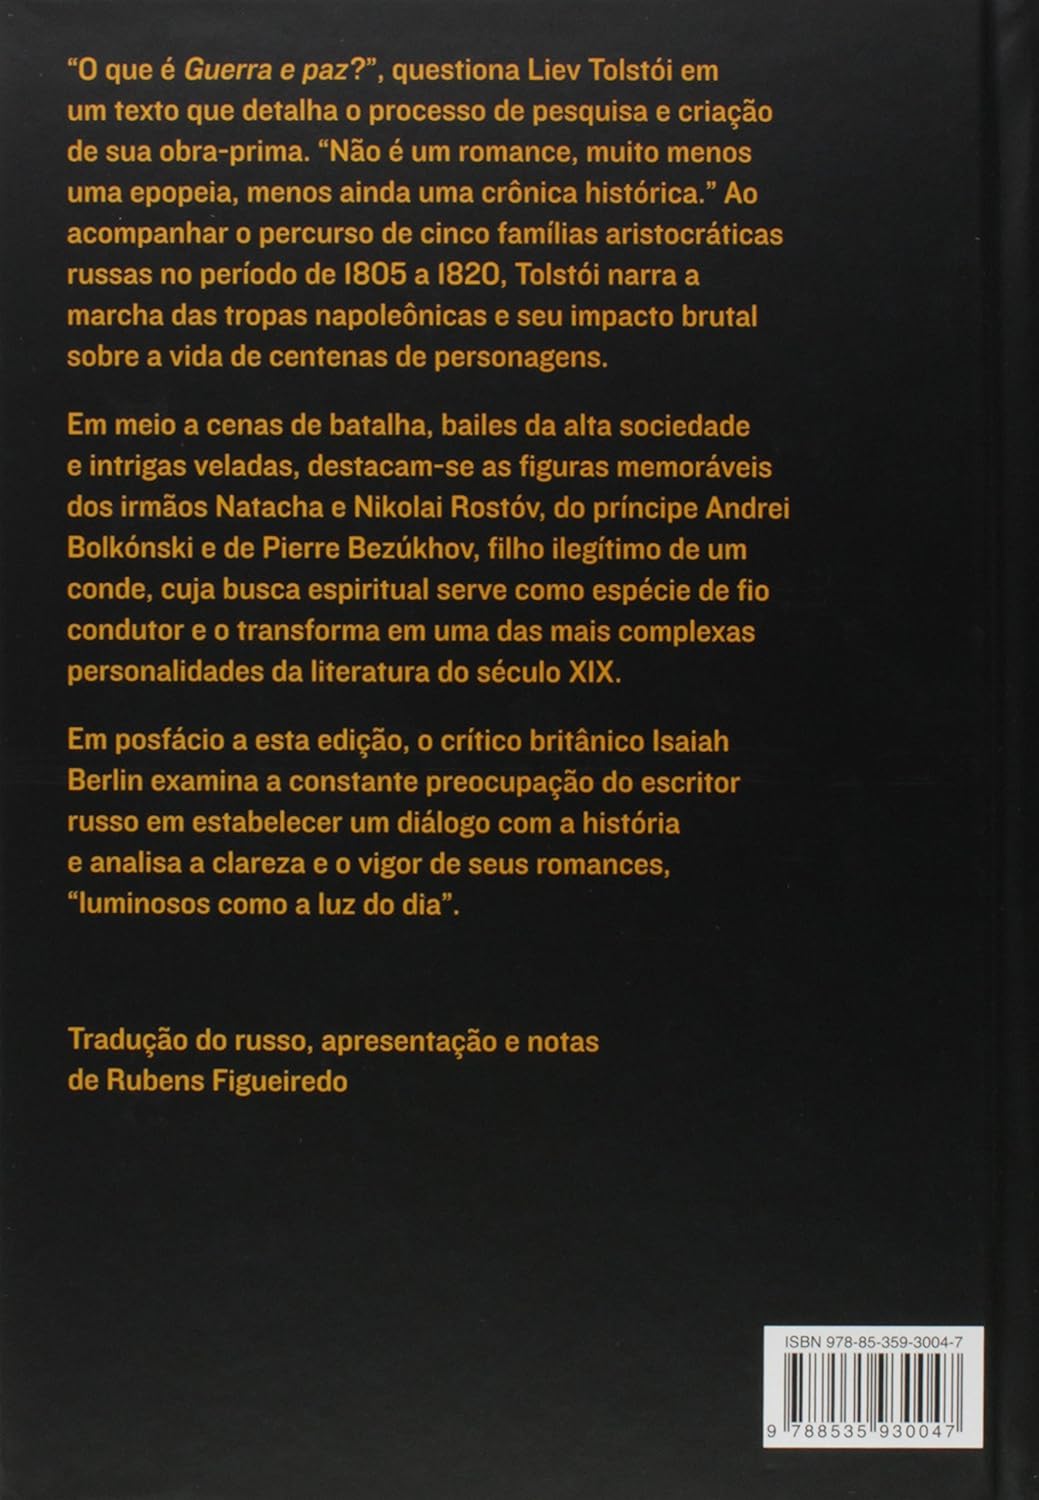 “O que é Guerra e paz?”, questiona Liev Tolstói em
um texto que detalha o processo de pesquisa e criação
de sua obra-prima. “Não é um romance, muito menos
uma epopeia, menos ainda uma crônica histórica.” Ao
acompanhar o percurso de cinco famílias aristocráticas
russas no período de 1805 a 1820, Tolstói narra a
marcha das tropas napoleônicas e seu impacto brutal
sobre a vida de centenas de personagens.
Em meio a cenas de batalha, bailes da alta sociedade
e intrigas veladas, destacam-se as figuras memoráveis
dos irmãos Natacha e Nikolai Rostóv, do príncipe Andrei
Bolkónski e de Pierre Bezúkhov, filho ilegítimo de um
conde, cuja busca espiritual serve como espécie de fio
condutor e o transforma em uma das mais complexas
personalidades da literatura do século XIX.
Em posfácio a esta edição, o crítico britânico Isaiah
Berlin examina a constante preocupação do escritor
russo em estabelecer um diálogo com a história
e analisa a clareza e o vigor de seus romances,
“luminosos como a luz do dia”.
Tradução do russo, apresentação e notas
de Rubens Figueiredo
ISBN 978-85-359-3004-7
9 788535 930047